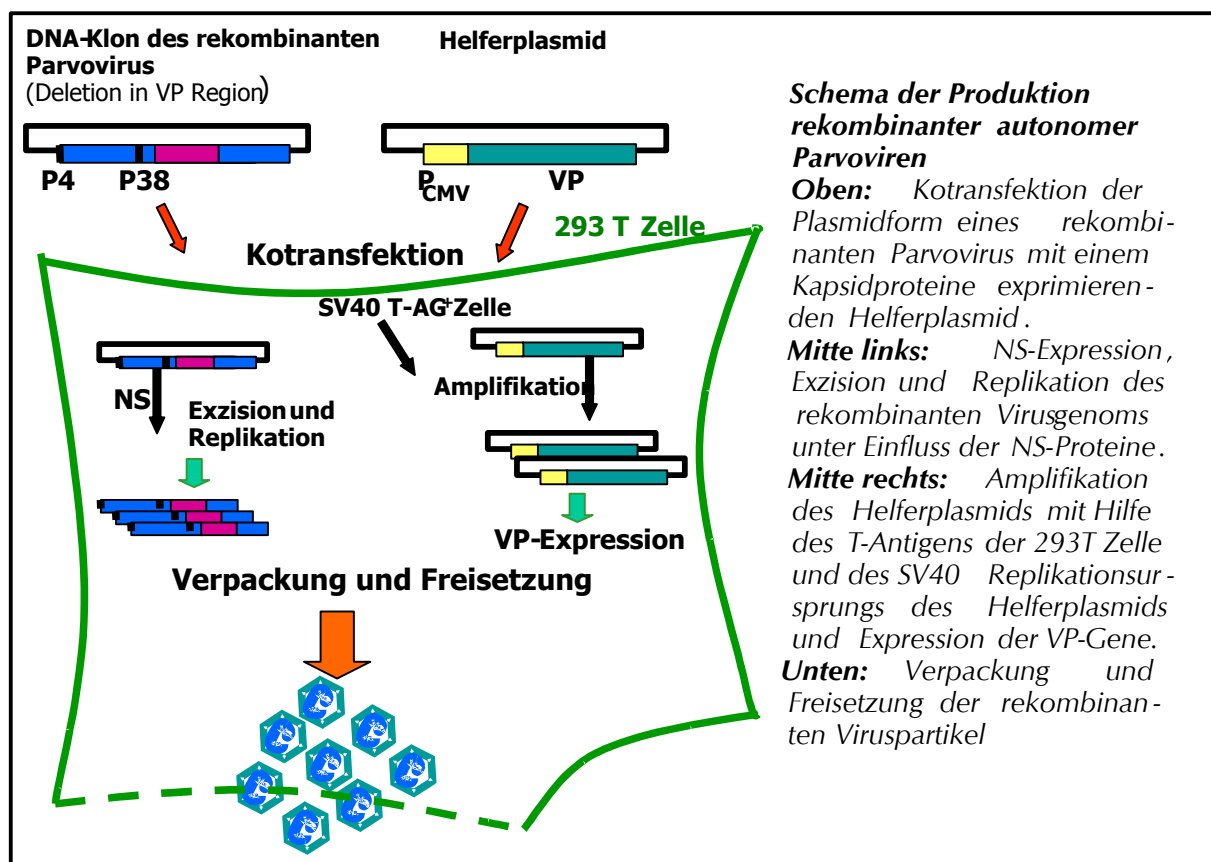 DNA-Klon des rekombinanten
Parvovirus
(Deletion in VP Region)
Helferplasmid
P4 P38
PCMV VP
293 T Zelle
Kotransfektion
SV40 T-AG+Zelle
NS
Exzision und
Replikation
Amplifikation
VP-Expression
Verpackung und Freisetzung
Schema der Produktion
rekombinanter autonomer
Parvoviren
Oben: Kotransfektion der
Plasmidform eines rekombi-
nanten Parvovirus mit einem
Kapsidproteine exprimieren-
den Helferplasmid.
Mitte links: NS-Expression,
Exzision und Replikation des
rekombinanten Virusgenoms
unter Einfluss der NS-Proteine.
Mitte rechts: Amplifikation
des Helferplasmids mit Hilfe
des T-Antigens der 293T Zelle
und des SV40 Replikationsur-
sprungs des Helferplasmids
und Expression der VP-Gene.
Unten: Verpackung und
Freisetzung der rekombinan-
ten Viruspartikel